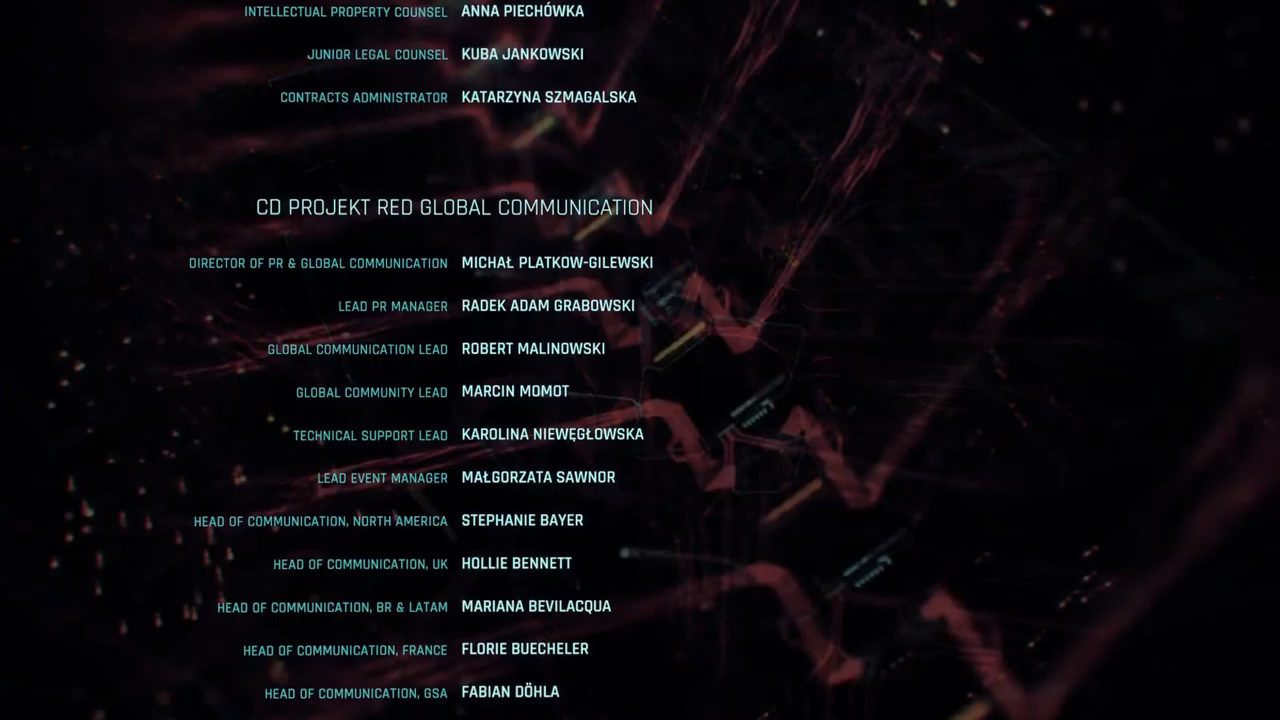 INTELLECTUAL PROPERTY COUNSEL ANNA PIECHÓWKA
JUNIOR LEGAL COUNSEL KUBA JANKOWSKI
CONTRACTS ADMINISTRATOR KATARZYNA SZMAGALSKA
CD PROJEKT RED GLOBAL COMMUNICATION
DIRECTOR OF PR & GLOBAL COMMUNICATION MICHAŁ PLATKOW-GILEWSKI
LEAD PR MANAGER RADEK ADAM GRABOWSKI
GLOBAL COMMUNICATION LEAD ROBERT MALINOWSKI
GLOBAL COMMUNITY LEAD MARCIN MOMOT
TECHNICAL SUPPORT LEAD KAROLINA NIEWĘGŁOWSKA
LEAD EVENT MANAGER MAŁGORZATA SAWNOR
HEAD OF COMMUNICATION, NORTH AMERICA STEPHANIE BAYER
HEAD OF COMMUNICATION, UK HOLLIE BENNETT
HEAD OF COMMUNICATION, BR & LATAM MARIANA BEVILACQUA
HEAD OF COMMUNICATION, FRANCE FLORIE BUECHELER
HEAD OF COMMUNICATION, GSA FABIAN DÖHLA